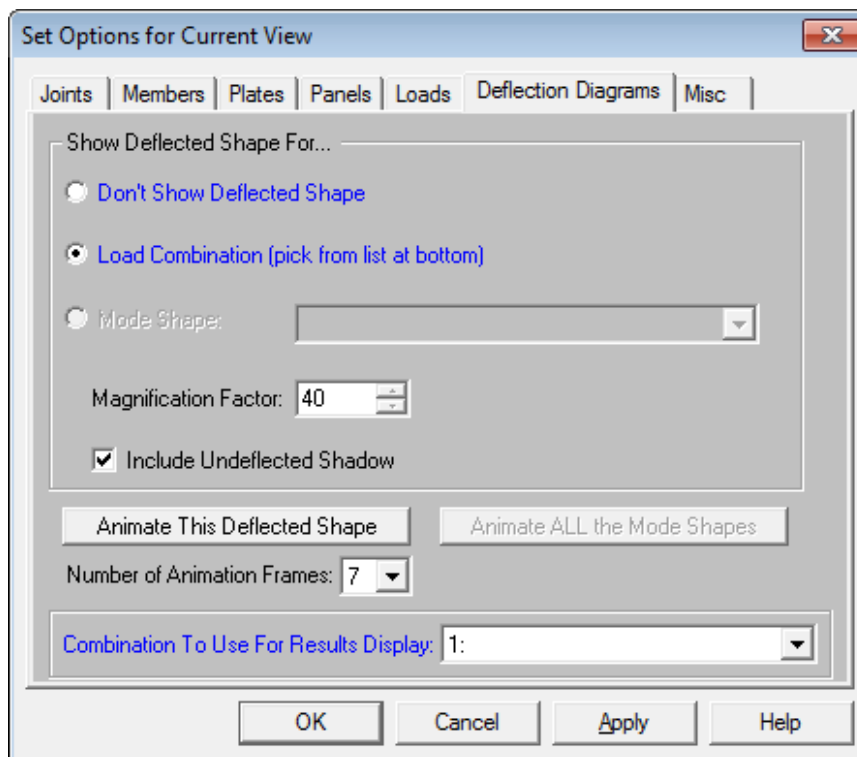 Set Options for Current View
Joints Members Plates Panels Loads Deflection Diagrams Misc
Show Deflected Shape For...
Don't Show Deflected Shape
Load Combination (pick from list at bottom)
Mode Shape:
Magnification Factor: 40
Include Undeflected Shadow
Animate This Deflected Shape Animate ALL the Mode Shapes
Number of Animation Frames: 7
Combination To Use For Results Display: 1:
OK Cancel Apply Help